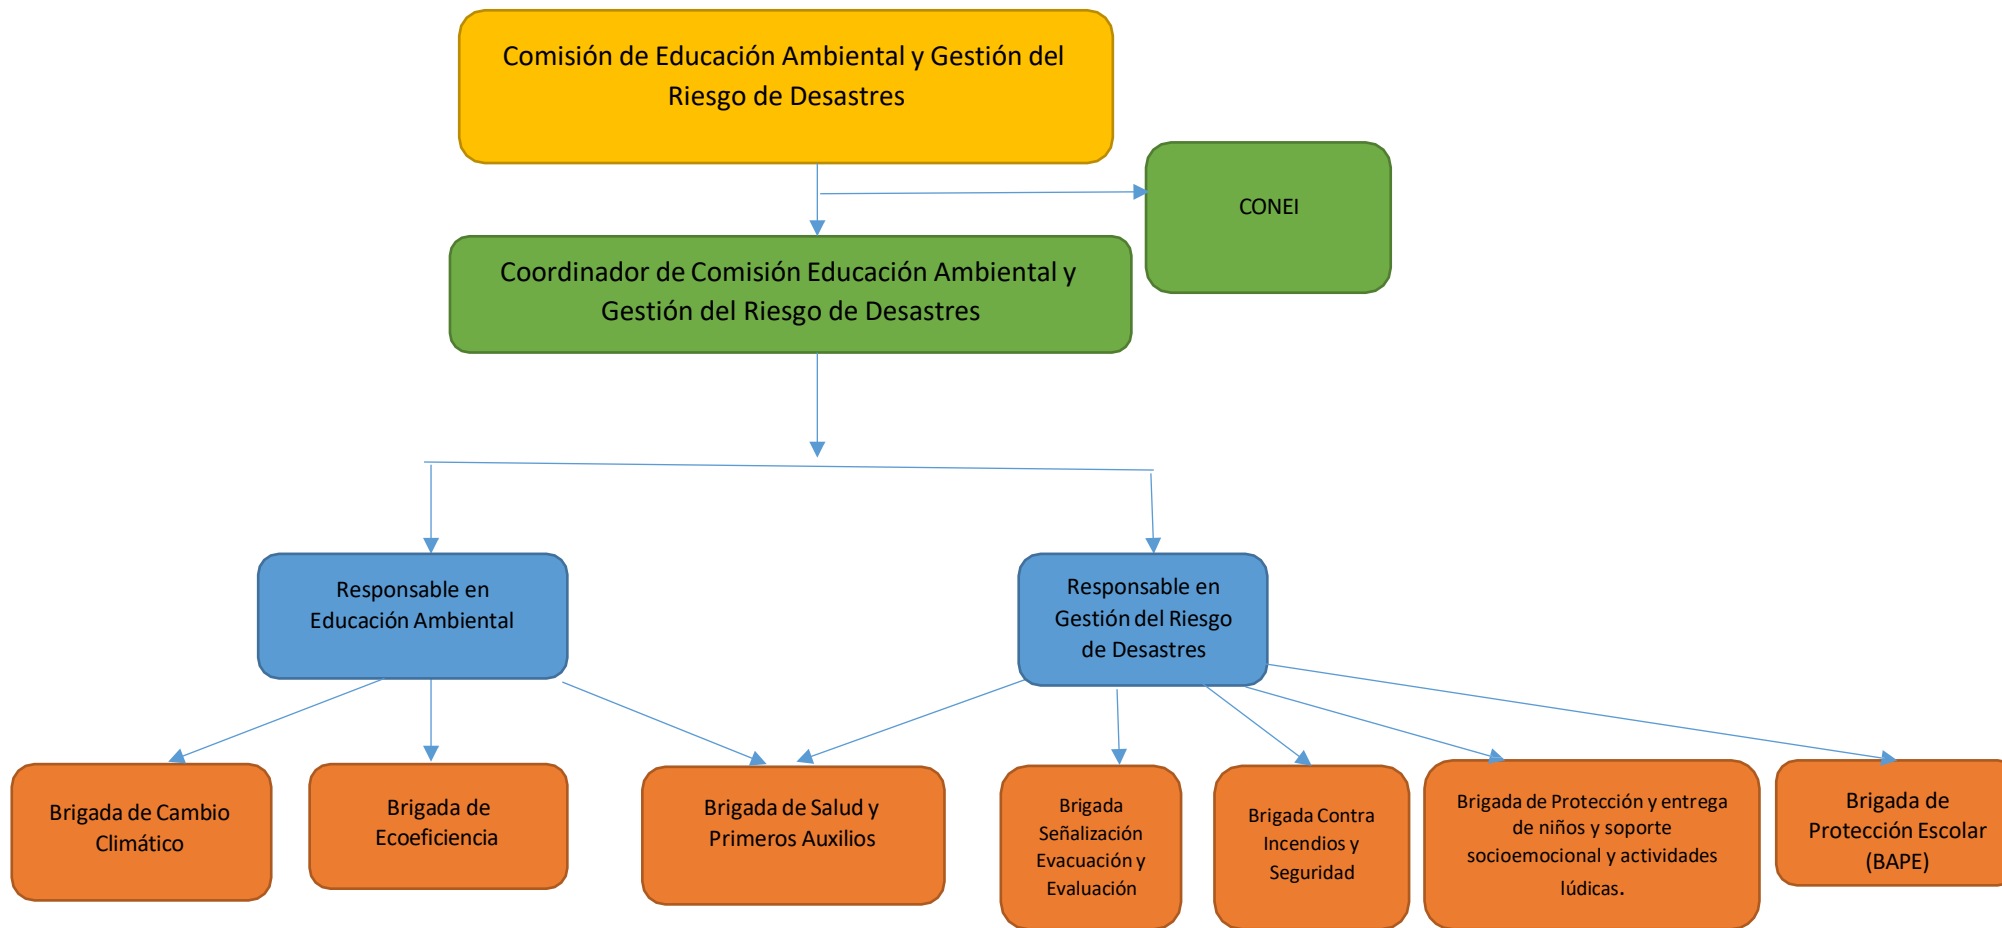 Comisión de Educación Ambiental y Gestión del
Riesgo de Desastres
CONEI
Coordinador de Comisión Educación Ambiental y
Gestión del Riesgo de Desastres
Responsable en
Educación Ambiental
Responsable en
Gestión del Riesgo
de Desastres
Brigada de Cambio
Climático
Brigada de
Ecoeficiencia
Brigada de Salud y
Primeros Auxilios
Brigada
Señalización
Evacuación y
Evaluación
Brigada Contra
Incendios y
Seguridad
Brigada de Protección y entrega
de niños y soporte
socioemocional y actividades
lúdicas.
Brigada de
Protección Escolar
(BAPE)